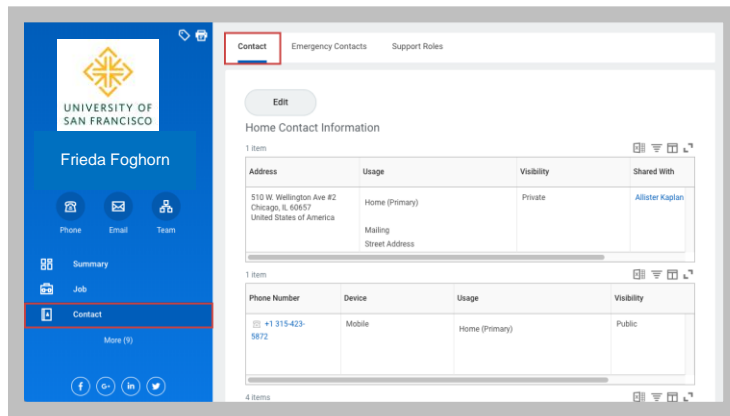 UNIVERSITY OF
SAN FRANCISCO
Frieda Foghorn
Phone Email Team
Summary
Job
Contact
More (9)
Contact Emergency Contacts Support Roles
Edit
Home Contact Information
1 item
Address Usage Visibility Shared With
510 W. Wellington Ave #2
Chicago, IL 60657
United States of America
Home (Primary)
Mailing
Street Address
Private
Allister Kaplan
1 item
Phone Number Device Usage Visibility
+1 315-423-
5872
Mobile
Home (Primary)
Public
4 items